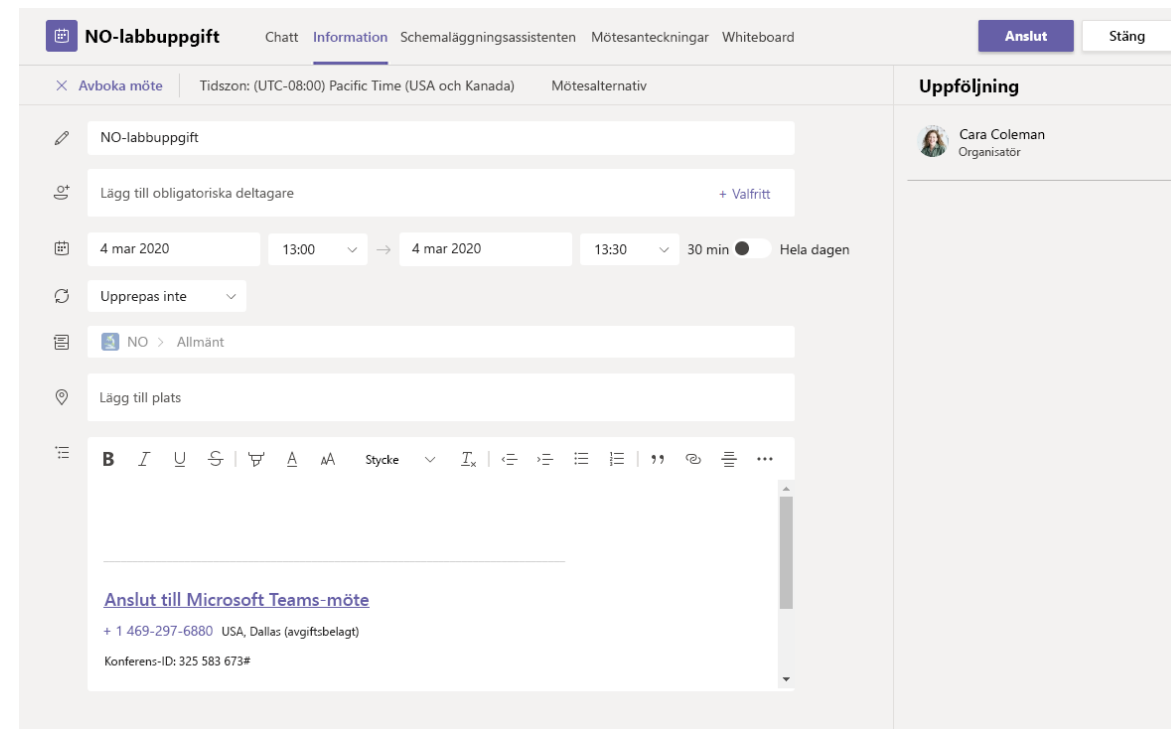 NO-labbuppgift Chatt Information Schemaläggningsassistenten Mötesanteckningar Whiteboard Anslut Stäng
Avboka möte Tidszon: (UTC-08:00) Pacific Time (USA och Kanada) Mötesalternativ
Uppföljning
NO-labbuppgift
Cara Coleman
Organisatör
Lägg till obligatoriska deltagare + Valfritt
4 mar 2020 13:00 → 4 mar 2020 13:30 30 min Hela dagen
Upprepas inte
NO > Allmänt
Lägg till plats
B I U S A AA Stycke Tx
Anslut till Microsoft Teams-möte
+ 1 469-297-6880 USA, Dallas (avgiftsbelagt)
Konferens-ID: 325 583 673#